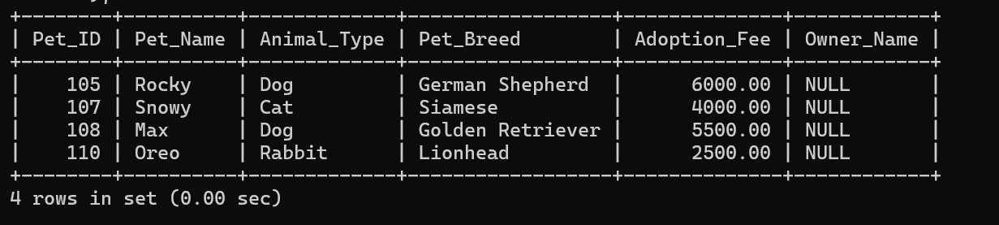 +---------+-----------+-------------+------------------+--------------+------------+
| Pet_ID | Pet_Name | Animal_Type | Pet_Breed | Adoption_Fee | Owner_Name |
+---------+-----------+-------------+------------------+--------------+------------+
| 105 | Rocky | Dog | German Shepherd | 6000.00 | NULL |
| 107 | Snowy | Cat | Siamese | 4000.00 | NULL |
| 108 | Max | Dog | Golden Retriever | 5500.00 | NULL |
| 110 | Oreo | Rabbit | Lionhead | 2500.00 | NULL |
+---------+-----------+-------------+------------------+--------------+------------+
4 rows in set (0.00 sec)